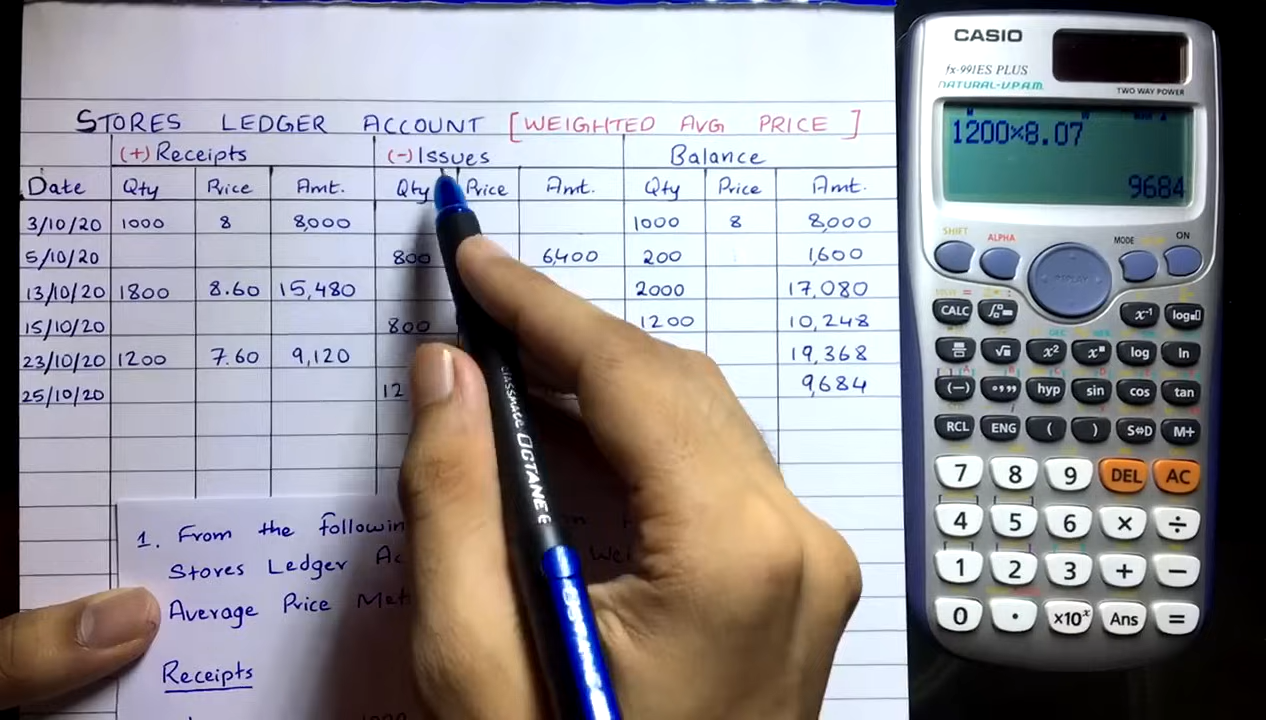 STORES LEDGER ACCOUNT [WEIGHTED AVG PRICE]
(+) Receipts (-) Issues Balance
Date Qty Price Amt. Qty Price Amt. Qty Price Amt.
3/10/20 1000 8 8,000 1000 8 8,000
5/10/20 800 6,400 200 1,600
13/10/20 1800 8.60 15,480 2000 17,080
15/10/20 800 1200 10,248
23/10/20 1200 7.60 9,120 19,368
25/10/20 12 9,684
1. From the
Stores Ledger
Average Price
Receipts
CLASSMATE OCTANE
CASIO
fx-991ES PLUS
NATURAL-V.P.A.M.
TWO WAY POWER
1200×8.07
9684
SHIFT ALPHA MODE ON
REPLAY
CALC x⁻¹ log
√ x² log ln
(−) °,,, hyp sin cos tan
RCL ENG ( ) S⇔D M+
7 8 9 DEL AC
4 5 6 × ÷
1 2 3 + −
0 . ×10ˣ Ans =